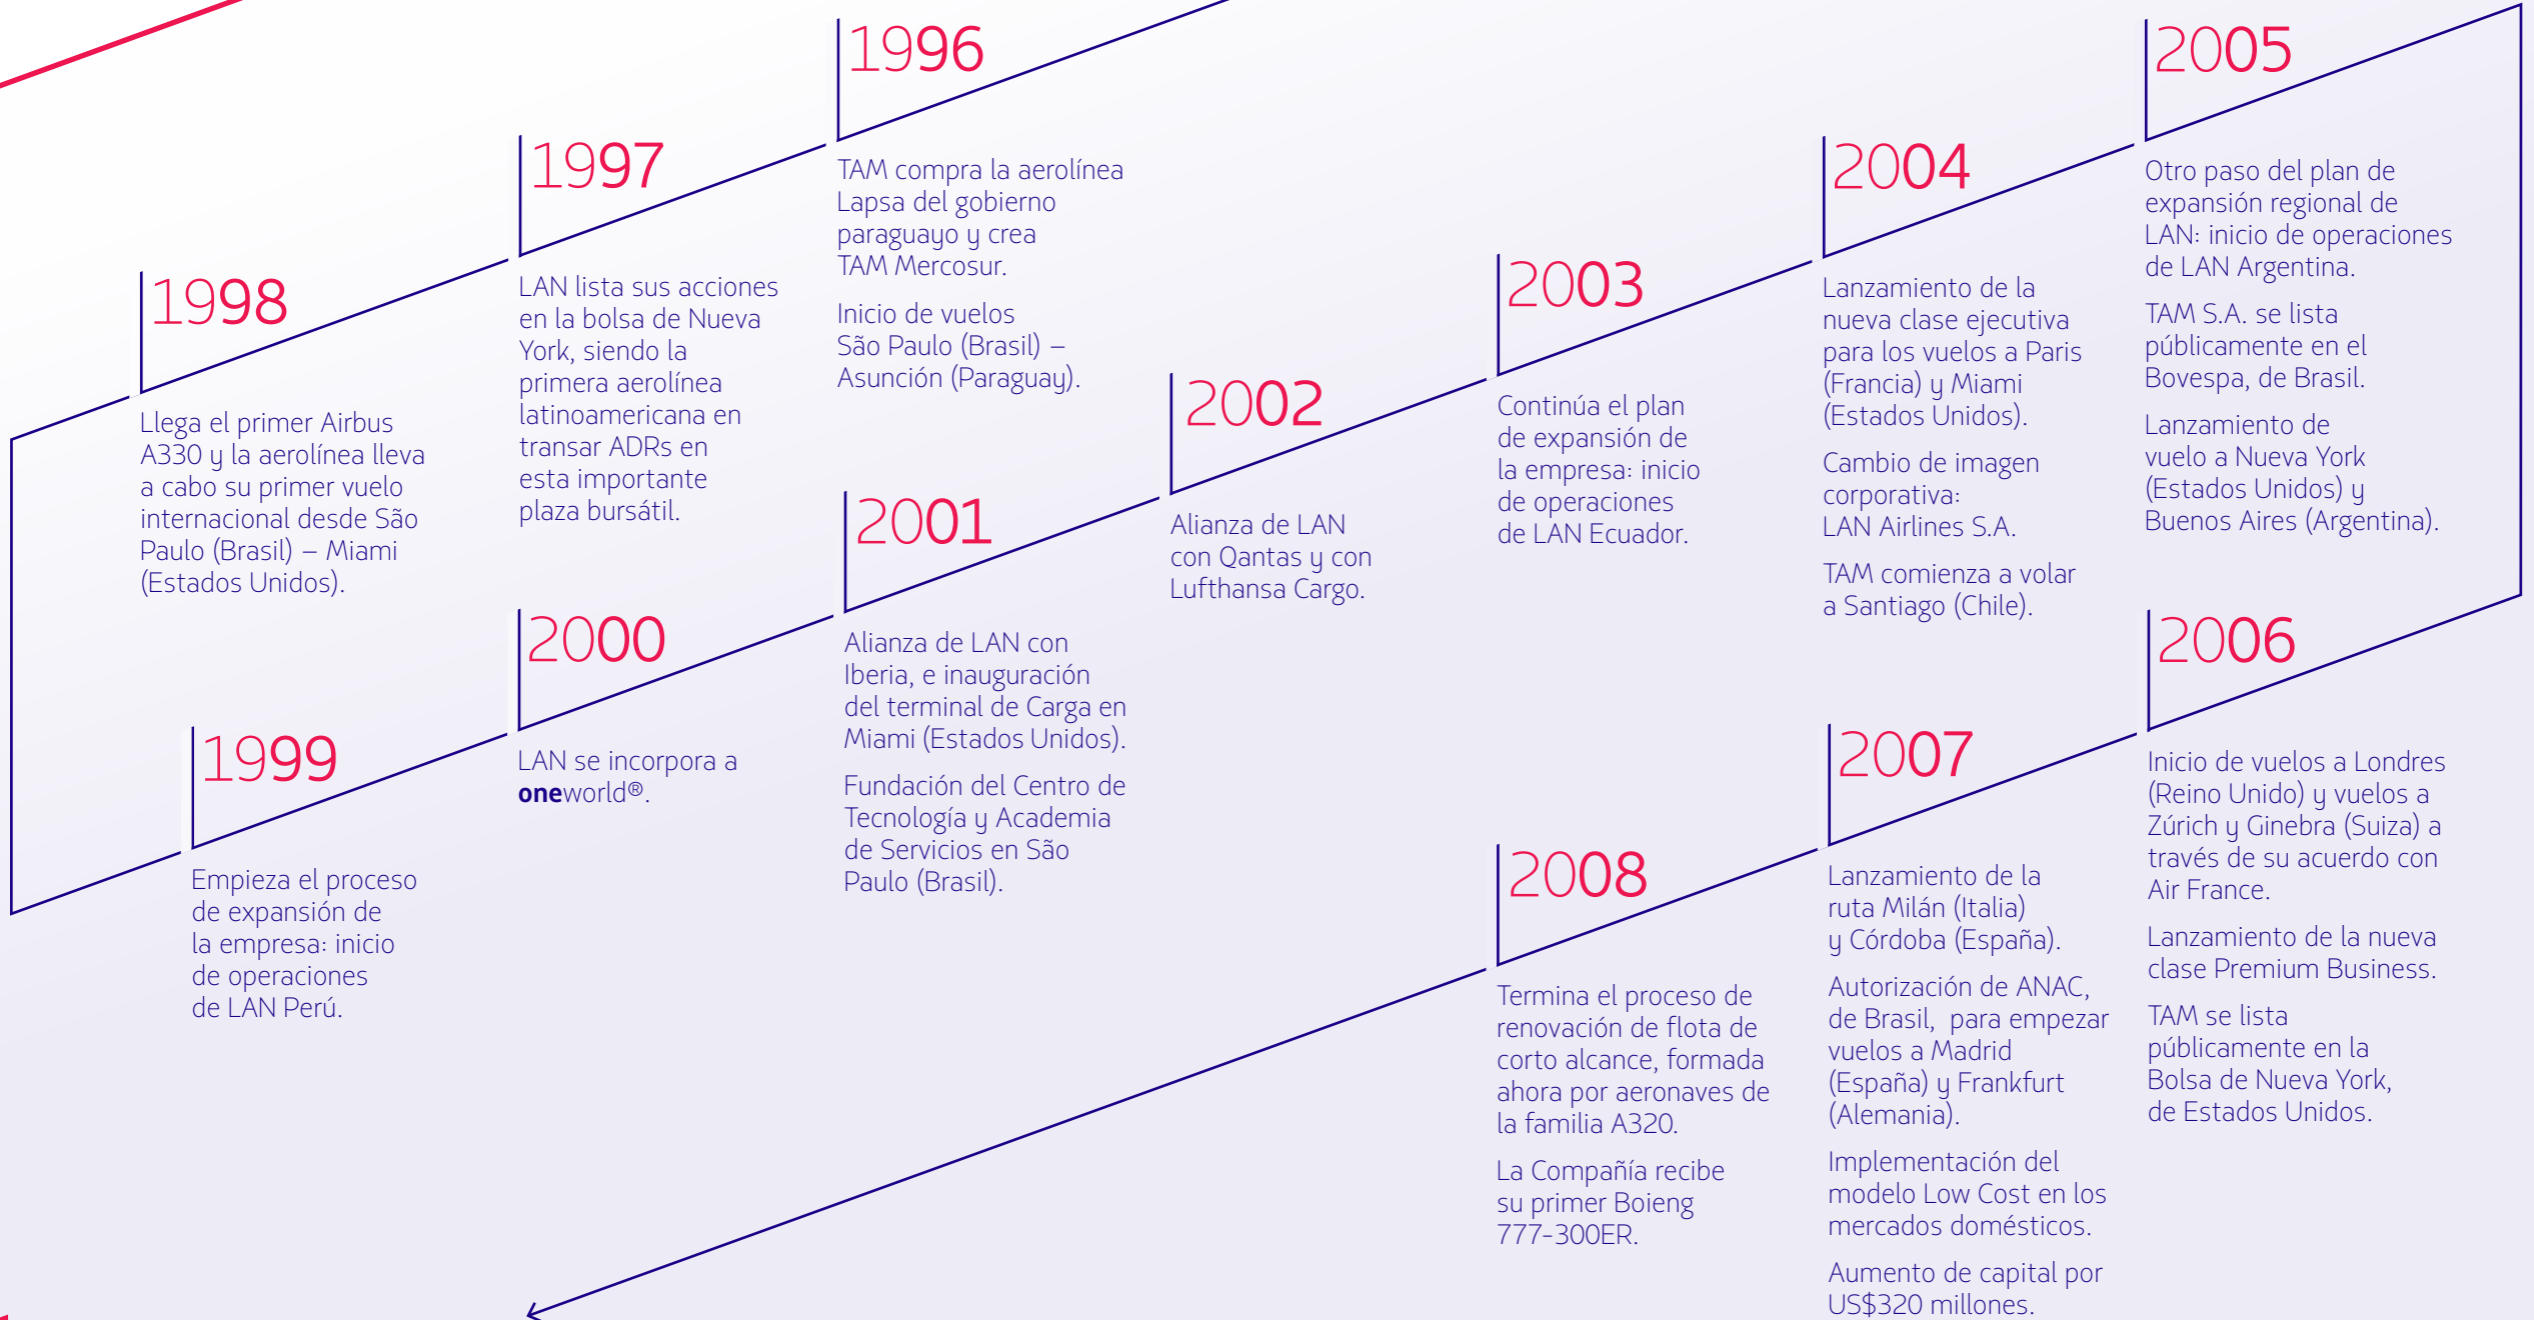 1996
TAM compra la aerolínea
Lapsa del gobierno
paraguayo y crea
TAM Mercosur.
Inicio de vuelos
São Paulo (Brasil) –
Asunción (Paraguay).
1997
LAN lista sus acciones
en la bolsa de Nueva
York, siendo la
primera aerolínea
latinoamericana en
transar ADRs en
esta importante
plaza bursátil.
1998
Llega el primer Airbus
A330 y la aerolínea lleva
a cabo su primer vuelo
internacional desde São
Paulo (Brasil) – Miami
(Estados Unidos).
1999
Empieza el proceso
de expansión de
la empresa: inicio
de operaciones
de LAN Perú.
2000
LAN se incorpora a
oneworld®.
2001
Alianza de LAN con
Iberia, e inauguración
del terminal de Carga en
Miami (Estados Unidos).
Fundación del Centro de
Tecnología y Academia
de Servicios en São
Paulo (Brasil).
2002
Alianza de LAN
con Qantas y con
Lufthansa Cargo.
2003
Continúa el plan
de expansión de
la empresa: inicio
de operaciones
de LAN Ecuador.
2004
Lanzamiento de la
nueva clase ejecutiva
para los vuelos a Paris
(Francia) y Miami
(Estados Unidos).
Cambio de imagen
corporativa:
LAN Airlines S.A.
TAM comienza a volar
a Santiago (Chile).
2005
Otro paso del plan de
expansión regional de
LAN: inicio de operaciones
de LAN Argentina.
TAM S.A. se lista
públicamente en el
Bovespa, de Brasil.
Lanzamiento de
vuelo a Nueva York
(Estados Unidos) y
Buenos Aires (Argentina).
2006
Inicio de vuelos a Londres
(Reino Unido) y vuelos a
Zúrich y Ginebra (Suiza) a
través de su acuerdo con
Air France.
Lanzamiento de la nueva
clase Premium Business.
TAM se lista
públicamente en la
Bolsa de Nueva York,
de Estados Unidos.
2007
Lanzamiento de la
ruta Milán (Italia)
y Córdoba (España).
Autorización de ANAC,
de Brasil, para empezar
vuelos a Madrid
(España) y Frankfurt
(Alemania).
Implementación del
modelo Low Cost en los
mercados domésticos.
Aumento de capital por
US$320 millones.
2008
Termina el proceso de
renovación de flota de
corto alcance, formada
ahora por aeronaves de
la familia A320.
La Compañía recibe
su primer Boieng
777-300ER.